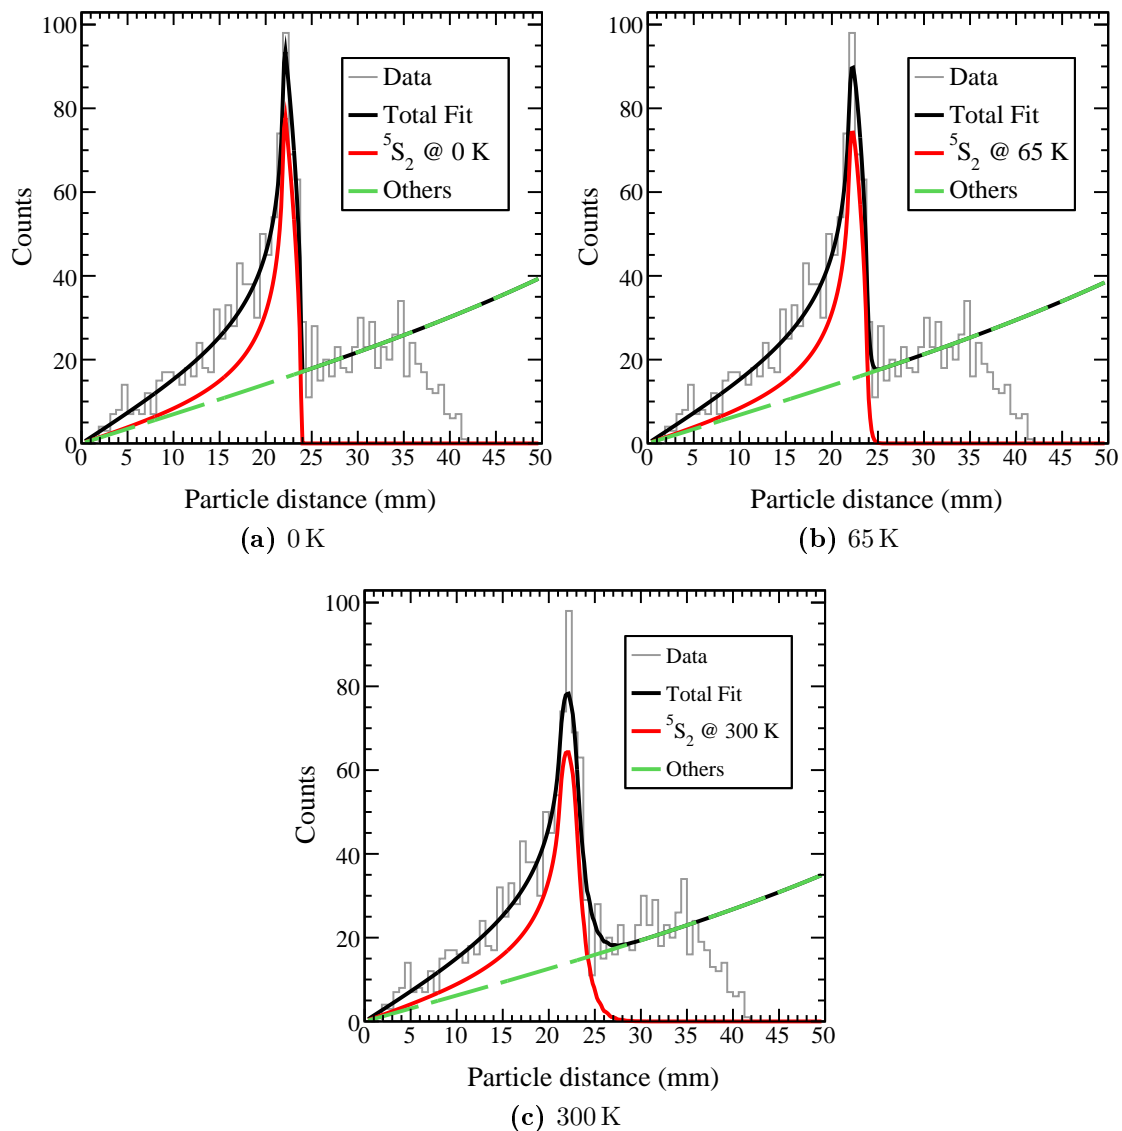 100
80
60
40
20
0
Counts
Data
Total Fit
⁵S₂ @ 0 K
Others
0 5 10 15 20 25 30 35 40 45 50
Particle distance (mm)
(a) 0 K
100
80
60
40
20
0
Counts
Data
Total Fit
⁵S₂ @ 65 K
Others
0 5 10 15 20 25 30 35 40 45 50
Particle distance (mm)
(b) 65 K
100
80
60
40
20
0
Counts
Data
Total Fit
⁵S₂ @ 300 K
Others
0 5 10 15 20 25 30 35 40 45 50
Particle distance (mm)
(c) 300 K